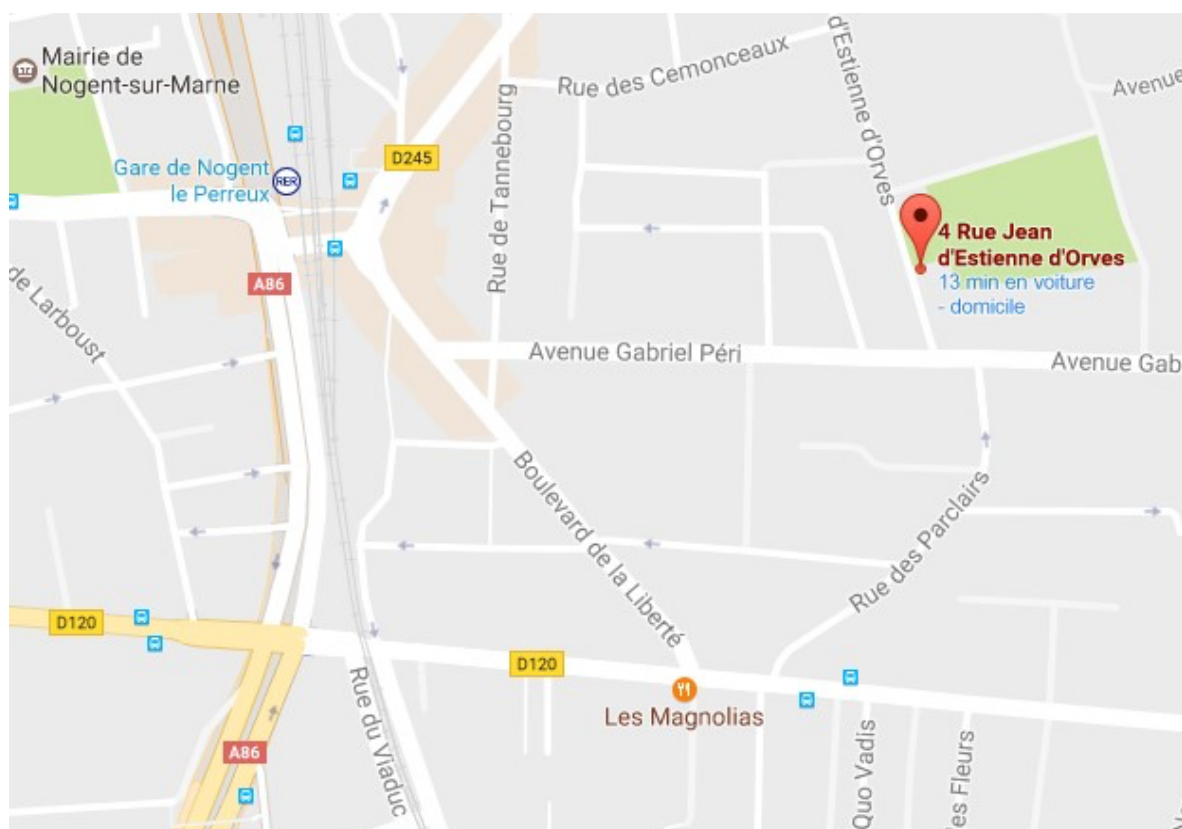 Mairie de
Nogent-sur-Marne
Gare de Nogent
le Perreux
RER
D245
Rue des Cemonceaux
d'Estienne d'Orves
Avenue
Rue de Tannebourg
4 Rue Jean
d'Estienne d'Orves
13 min en voiture
- domicile
A86
de Larboust
Avenue Gabriel Péri
Avenue Gab
Boulevard de la Liberté
Rue des Parclairs
D120
D120
Les Magnolias
Rue du Viaduc
A86
Quo Vadis
es Fleurs